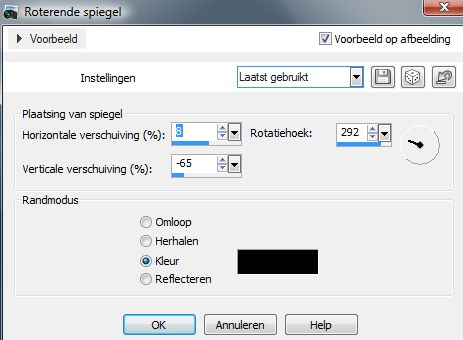 Roterende spiegel
Voorbeeld
Voorbeeld op afbeelding
Instellingen
Laatst gebruikt
Plaatsing van spiegel
Horizontale verschuiving (%): 8 Rotatiehoek: 292
Verticale verschuiving (%): -65
Randmodus
Omloop
Herhalen
Kleur
Reflecteren
OK Annuleren Help